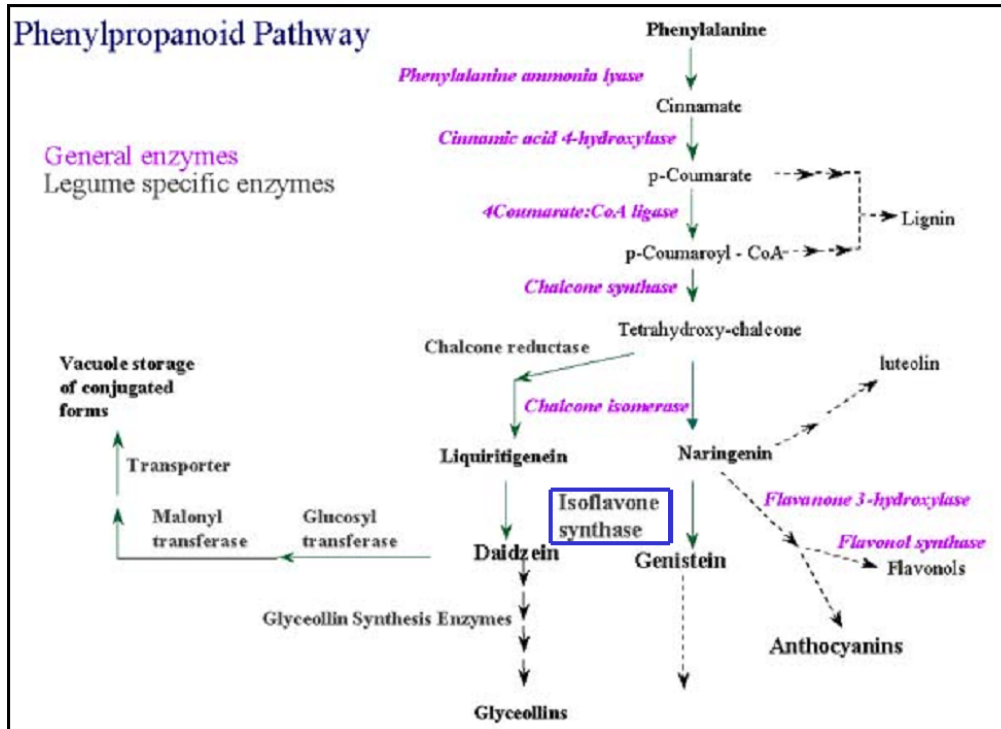 Phenylpropanoid Pathway
Phenylalanine
Phenylalanine ammonia lyase
Cinnamate
Cinnamic acid 4-hydroxylase
General enzymes
Legume specific enzymes
p-Coumarate
4Coumarate:CoA ligase
Lignin
p-Coumaroyl - CoA
Chalcone synthase
Tetrahydroxy-chalcone
Chalcone reductase
Vacuole storage
of conjugated
forms
luteolin
Chalcone isomerase
Liquiritigenein
Naringenin
Transporter
Isoflavone
synthase
Flavanone 3-hydroxylase
Malonyl
transferase
Glucosyl
transferase
Daidzein
Genistein
Flavonol synthase
Flavonols
Glyceollin Synthesis Enzymes
Anthocyanins
Glyceollins